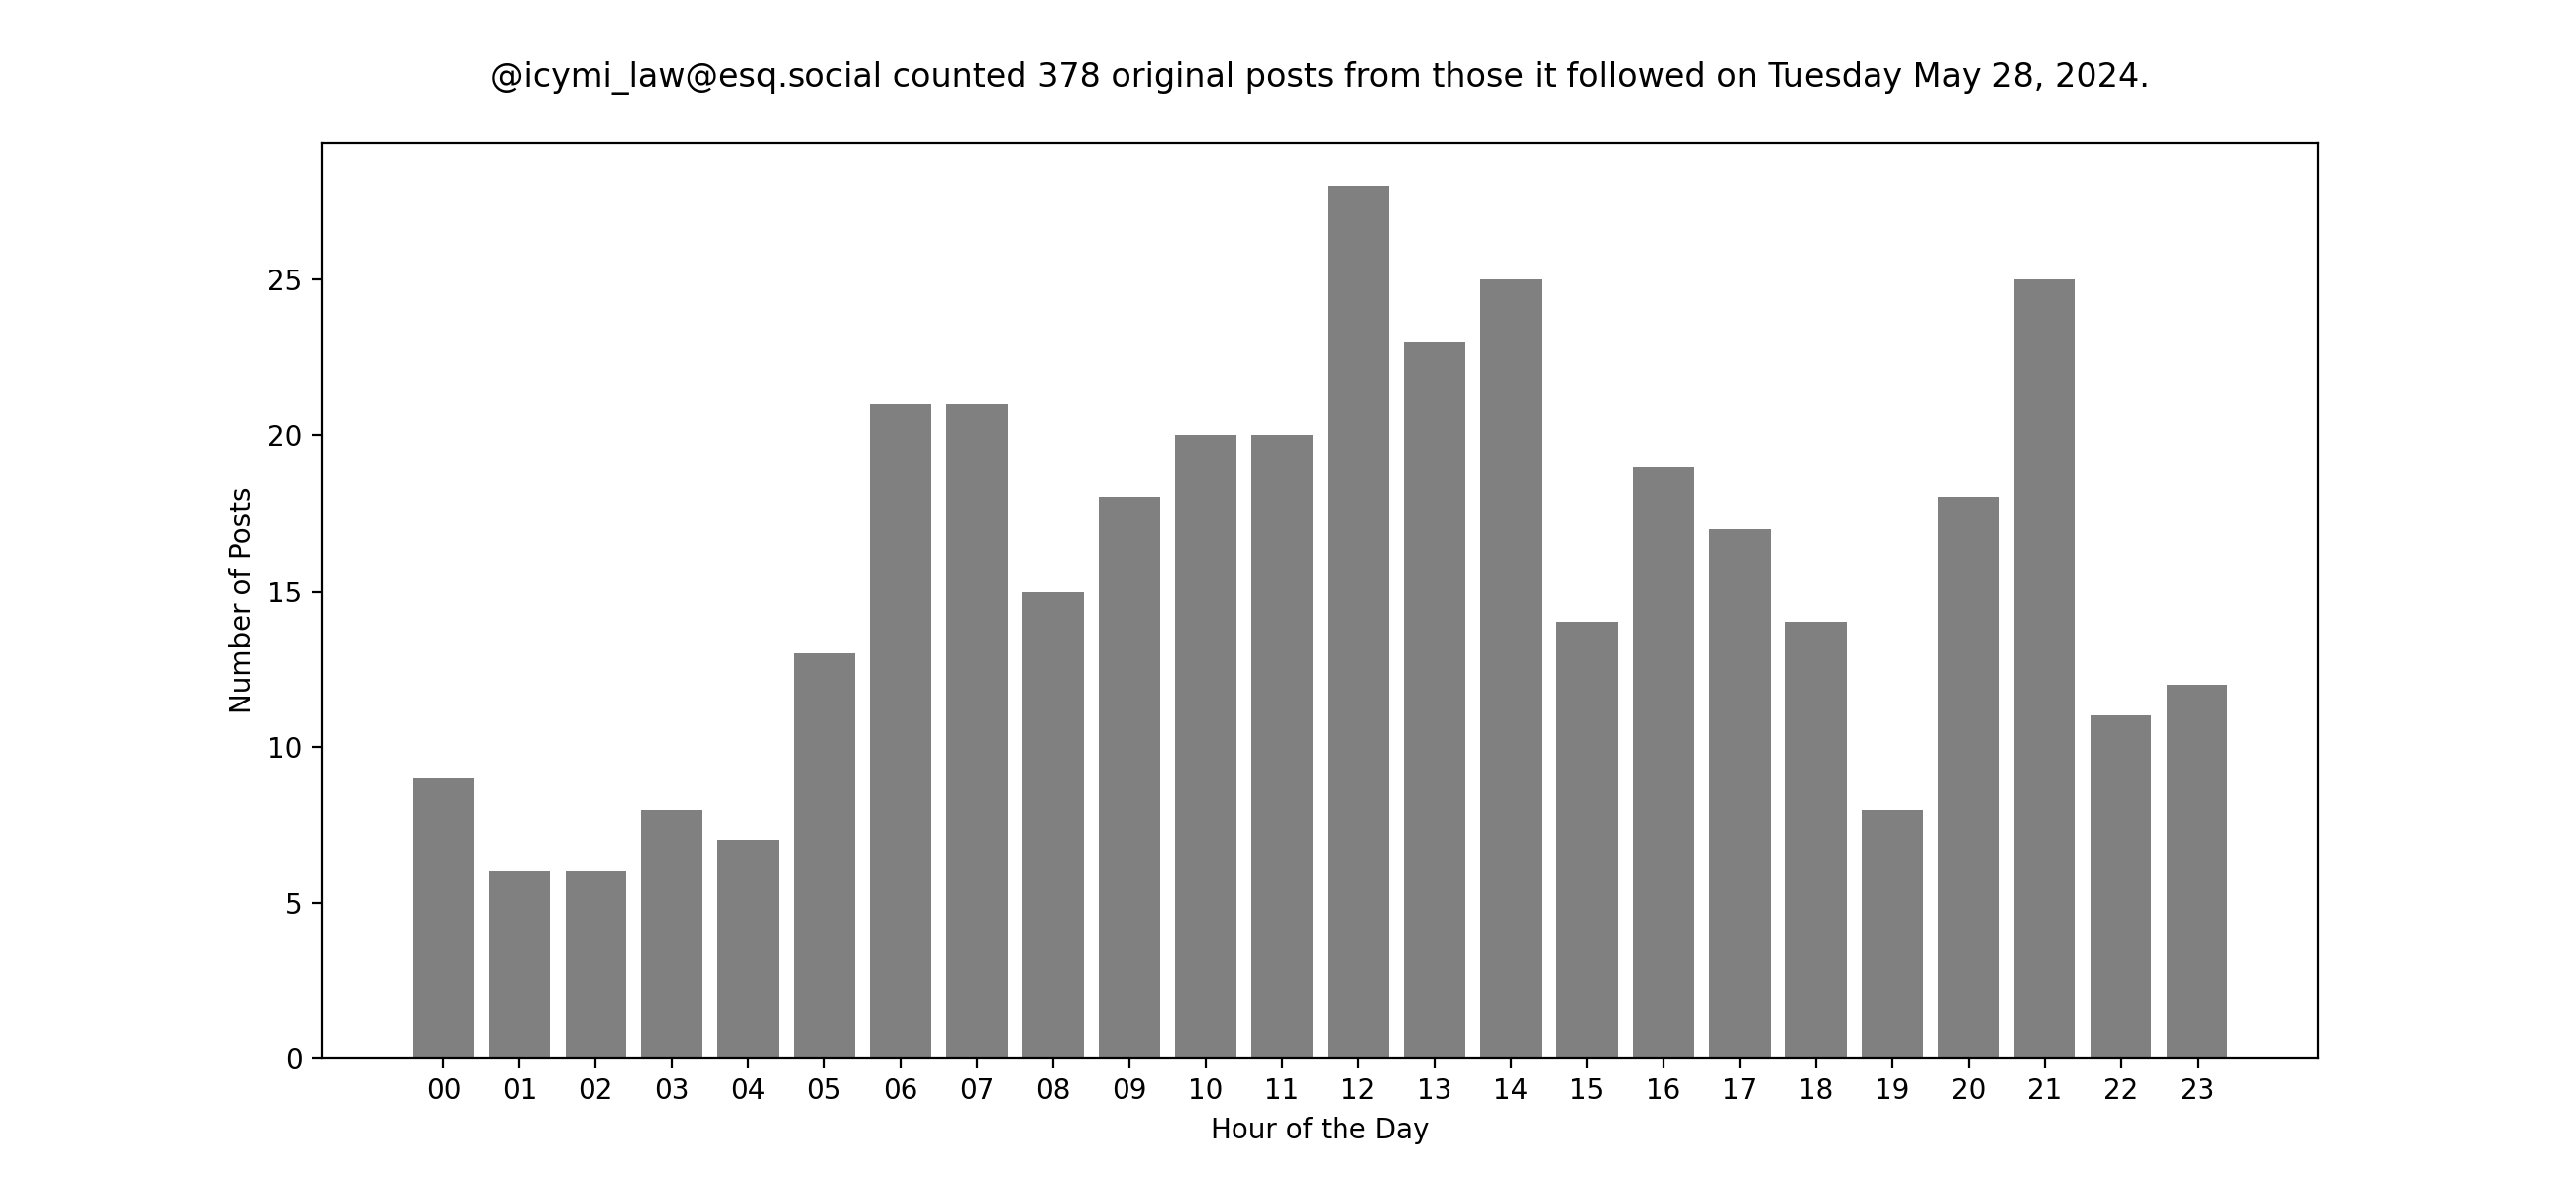 @icymi_law@esq.social counted 378 original posts from those it followed on Tuesday May 28, 2024.
25
20
15
10
5
0
Number of Posts
00 01 02 03 04 05 06 07 08 09 10 11 12 13 14 15 16 17 18 19 20 21 22 23
Hour of the Day